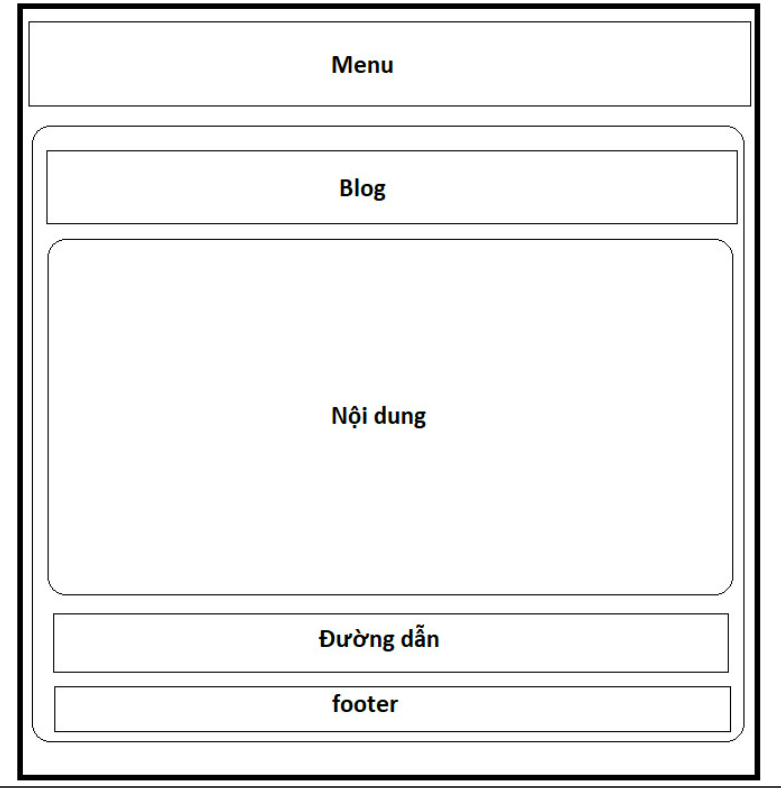 Menu
Blog
Nội dung
Đường dẫn
footer